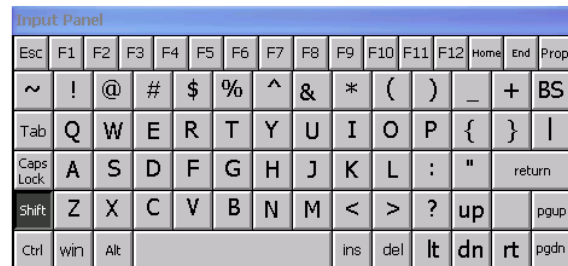 Input Panel
Esc F1 F2 F3 F4 F5 F6 F7 F8 F9 F10 F11 F12 Home End Prop
~ ! @ # $ % ^ & * ( ) _ + BS
Tab Q W E R T Y U I O P { } |
Caps Lock A S D F G H J K L : " return
Shift Z X C V B N M < > ? up pgup
Ctrl win Alt ins del lt dn rt pgdn